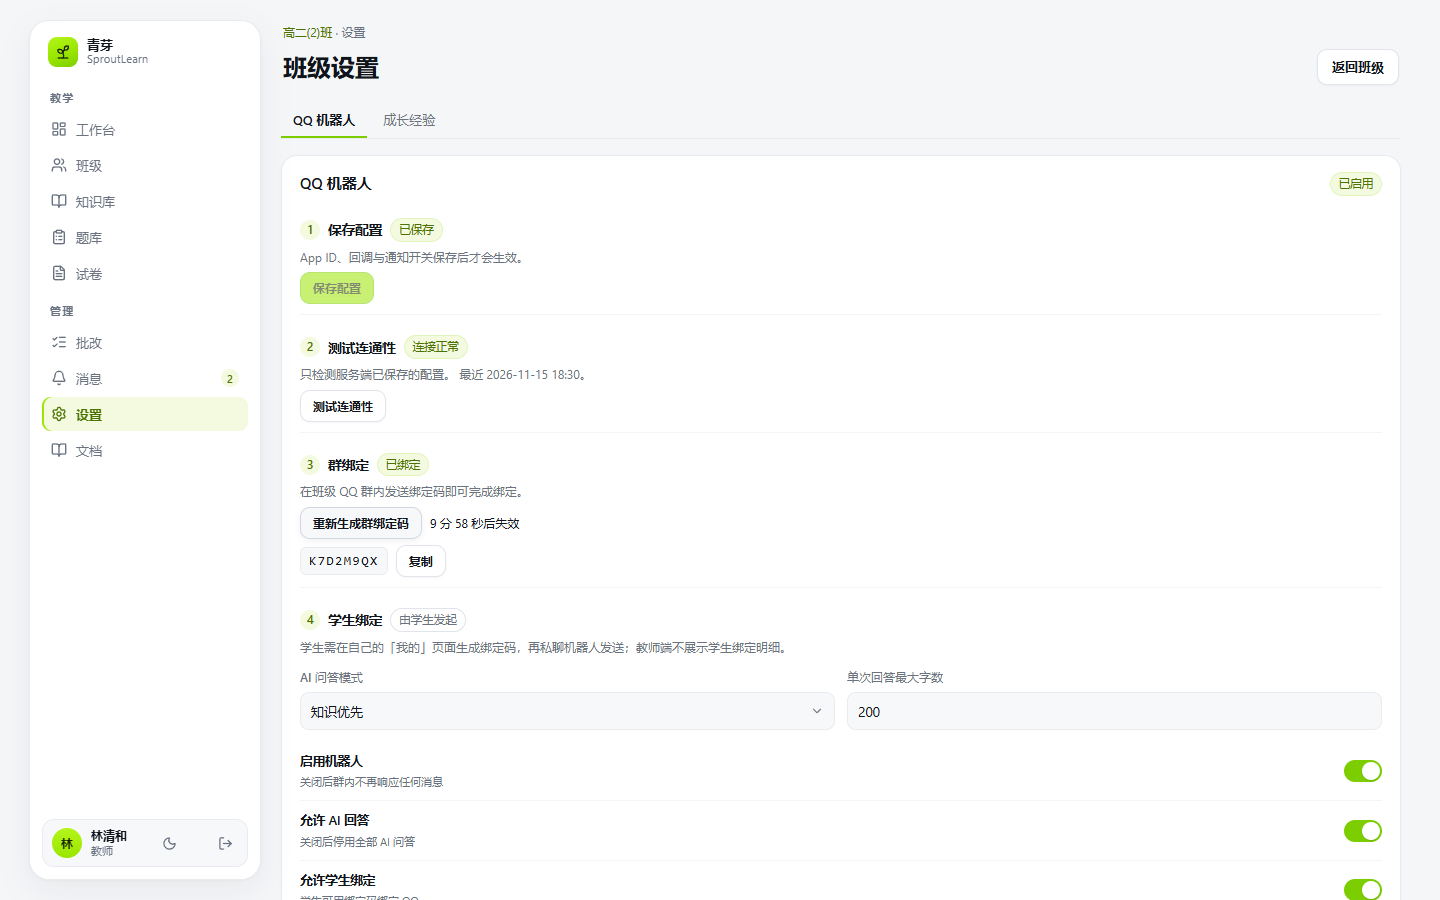 青芽
SproutLearn
教学
工作台
班级
知识库
题库
试卷
管理
批改
消息 2
设置
文档
林
林清和
教师
高二(2)班 · 设置
班级设置
返回班级
QQ 机器人 成长经验
QQ 机器人 已启用
1 保存配置 已保存
App ID、回调与通知开关保存后才会生效。
保存配置
2 测试连通性 连接正常
只检测服务端已保存的配置。 最近 2026-11-15 18:30。
测试连通性
3 群绑定 已绑定
在班级 QQ 群内发送绑定码即可完成绑定。
重新生成群绑定码 9 分 58 秒后失效
K7D2M9QX 复制
4 学生绑定 由学生发起
学生需在自己的「我的」页面生成绑定码，再私聊机器人发送；教师端不展示学生绑定明细。
AI 问答模式 单次回答最大字数
知识优先 200
启用机器人
关闭后群内不再响应任何消息
允许 AI 回答
关闭后停用全部 AI 问答
允许学生绑定